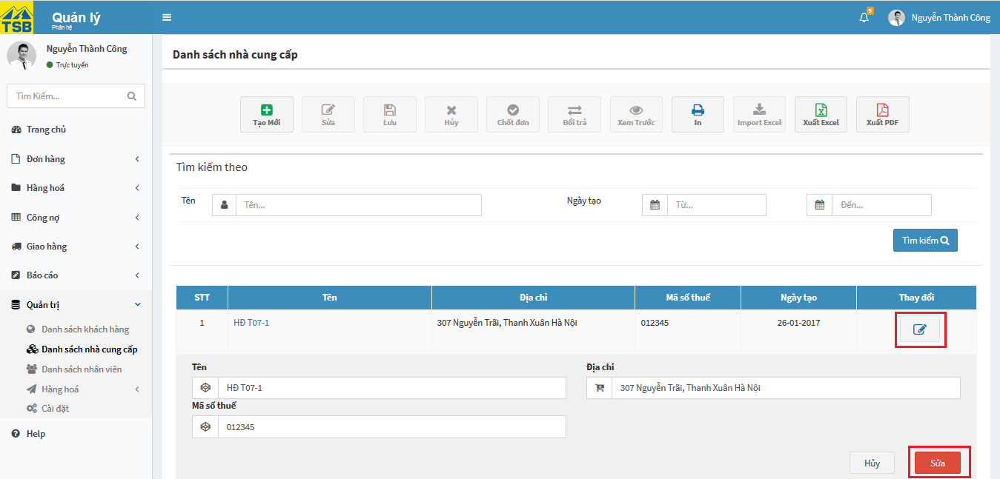 TSB
Quản lý
Phân hệ
5
Nguyễn Thành Công
Nguyễn Thành Công
Trực tuyến
Tìm Kiếm...
Trang chủ
Đơn hàng
Hàng hoá
Công nợ
Giao hàng
Báo cáo
Quản trị
Danh sách khách hàng
Danh sách nhà cung cấp
Danh sách nhân viên
Hàng hoá
Cài đặt
Help
Danh sách nhà cung cấp
Tạo Mới Sửa Lưu Hủy Chốt đơn Đổi trả Xem Trước In Import Excel Xuất Excel Xuất PDF
Tìm kiếm theo
Tên Tên... Ngày tạo Từ... Đến...
Tìm kiếm
STT Tên Địa chỉ Mã số thuế Ngày tạo Thay đổi
1 HĐ T07-1 307 Nguyễn Trãi, Thanh Xuân Hà Nội 012345 26-01-2017
Tên Địa chỉ
HĐ T07-1 307 Nguyễn Trãi, Thanh Xuân Hà Nội
Mã số thuế
012345
Hủy Sửa